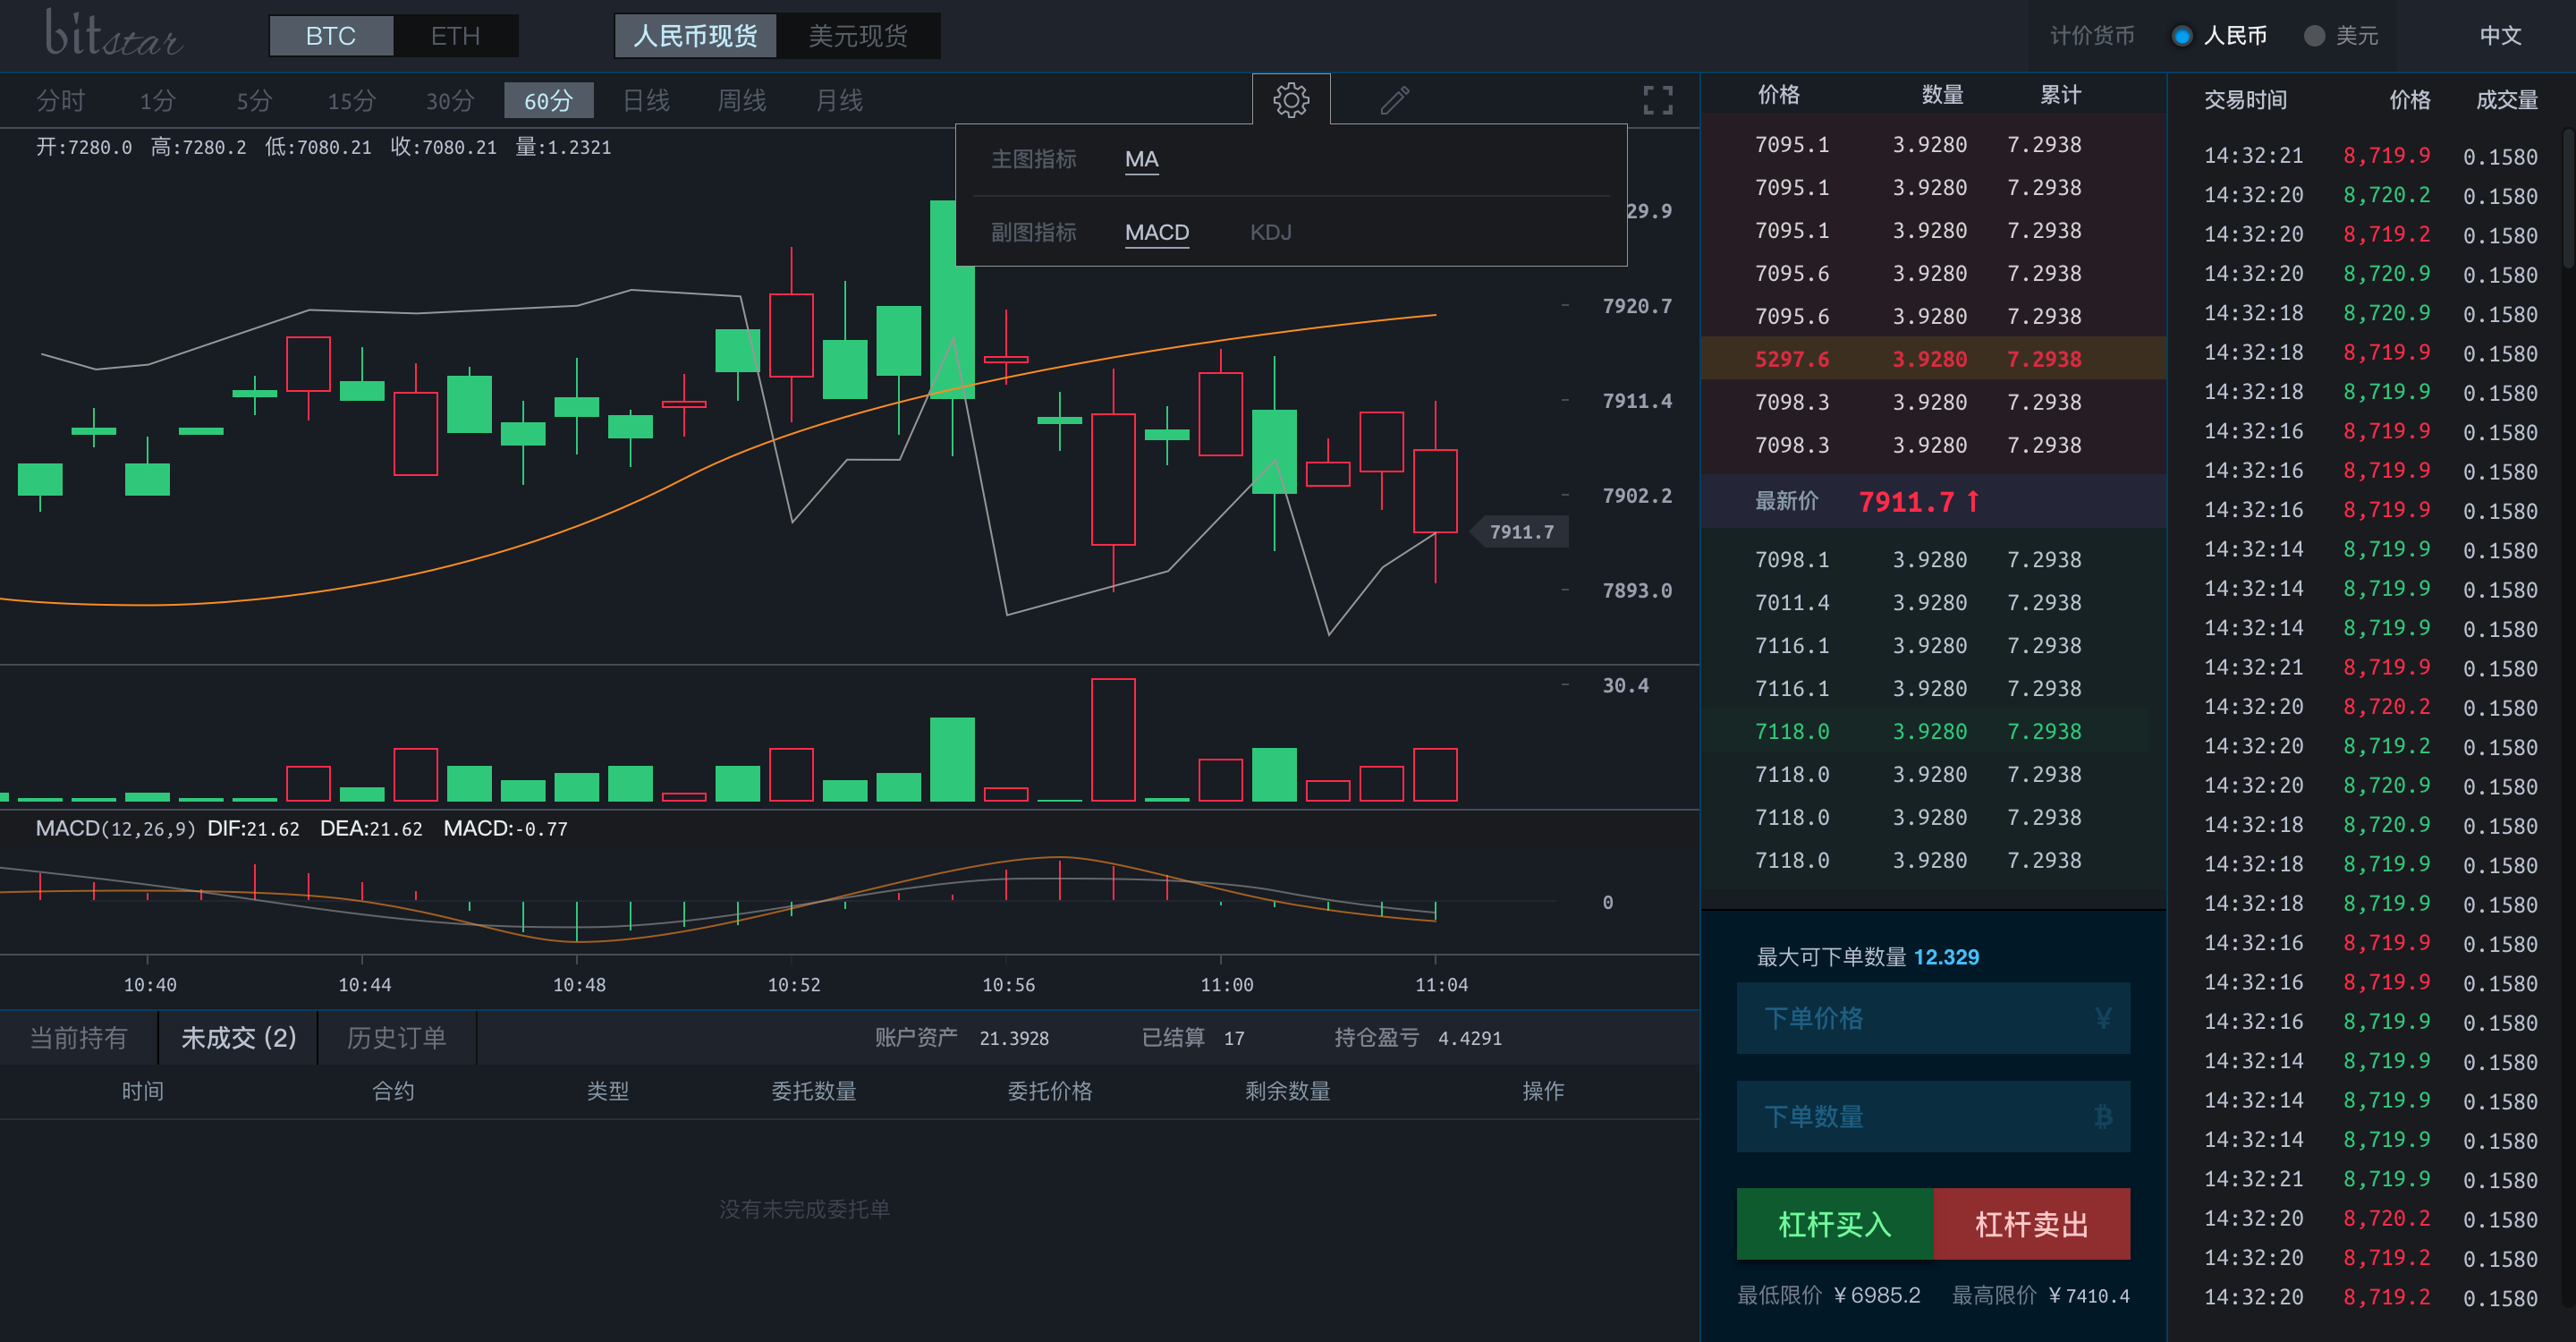 bitstar BTC ETH 人民币现货 美元现货 计价货币 人民币 美元 中文
分时 1分 5分 15分 30分 60分 日线 周线 月线
开:7280.0 高:7280.2 低:7080.21 收:7080.21 量:1.2321
主图指标 MA
副图指标 MACD KDJ
29.9
7920.7
7911.4
7902.2
7911.7
7893.0
30.4
MACD(12,26,9) DIF:21.62 DEA:21.62 MACD:-0.77
0
10:40 10:44 10:48 10:52 10:56 11:00 11:04
当前持有 未成交 (2) 历史订单 账户资产 21.3928 已结算 17 持仓盈亏 4.4291
时间 合约 类型 委托数量 委托价格 剩余数量 操作
没有未完成委托单
价格 数量 累计
7095.1 3.9280 7.2938
7095.1 3.9280 7.2938
7095.1 3.9280 7.2938
7095.6 3.9280 7.2938
7095.6 3.9280 7.2938
5297.6 3.9280 7.2938
7098.3 3.9280 7.2938
7098.3 3.9280 7.2938
最新价 7911.7 ↑
7098.1 3.9280 7.2938
7011.4 3.9280 7.2938
7116.1 3.9280 7.2938
7116.1 3.9280 7.2938
7118.0 3.9280 7.2938
7118.0 3.9280 7.2938
7118.0 3.9280 7.2938
7118.0 3.9280 7.2938
最大可下单数量 12.329
下单价格 ¥
下单数量 ₿
杠杆买入 杠杆卖出
最低限价 ¥6985.2 最高限价 ¥7410.4
交易时间 价格 成交量
14:32:21 8,719.9 0.1580
14:32:20 8,720.2 0.1580
14:32:20 8,719.2 0.1580
14:32:20 8,720.9 0.1580
14:32:18 8,720.9 0.1580
14:32:18 8,719.9 0.1580
14:32:18 8,719.9 0.1580
14:32:16 8,719.9 0.1580
14:32:16 8,719.9 0.1580
14:32:16 8,719.9 0.1580
14:32:14 8,719.9 0.1580
14:32:14 8,719.9 0.1580
14:32:14 8,719.9 0.1580
14:32:21 8,719.9 0.1580
14:32:20 8,720.2 0.1580
14:32:20 8,719.2 0.1580
14:32:20 8,720.9 0.1580
14:32:18 8,720.9 0.1580
14:32:18 8,719.9 0.1580
14:32:18 8,719.9 0.1580
14:32:16 8,719.9 0.1580
14:32:16 8,719.9 0.1580
14:32:16 8,719.9 0.1580
14:32:14 8,719.9 0.1580
14:32:14 8,719.9 0.1580
14:32:14 8,719.9 0.1580
14:32:21 8,719.9 0.1580
14:32:20 8,720.2 0.1580
14:32:20 8,719.2 0.1580
14:32:20 8,719.2 0.1580